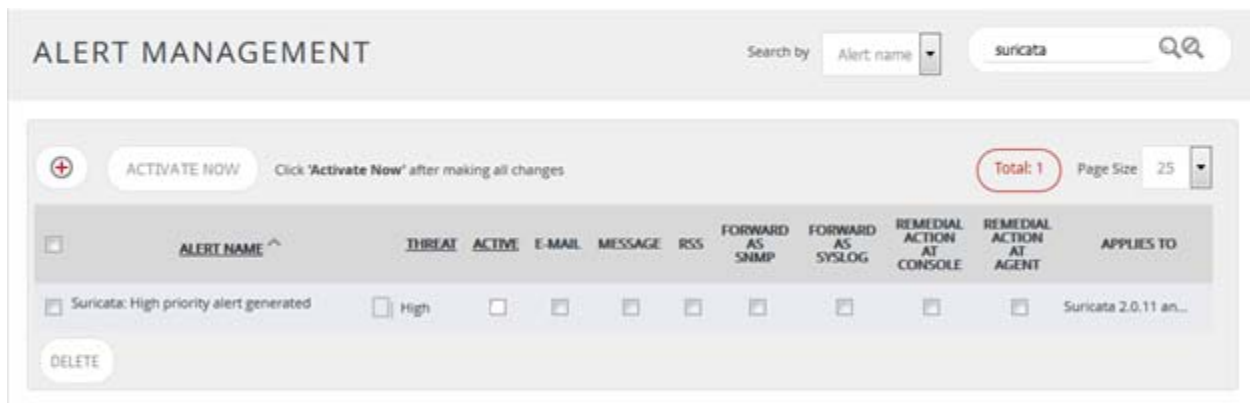 ALERT MANAGEMENT
Search by Alert name suricata
ACTIVATE NOW Click 'Activate Now' after making all changes Total: 1 Page Size 25
ALERT NAME THREAT ACTIVE E-MAIL MESSAGE RSS FORWARD AS SNMP FORWARD AS SYSLOG REMEDIAL ACTION AT CONSOLE REMEDIAL ACTION AT AGENT APPLIES TO
Suricata: High priority alert generated High Suricata 2.0.11 an...
DELETE